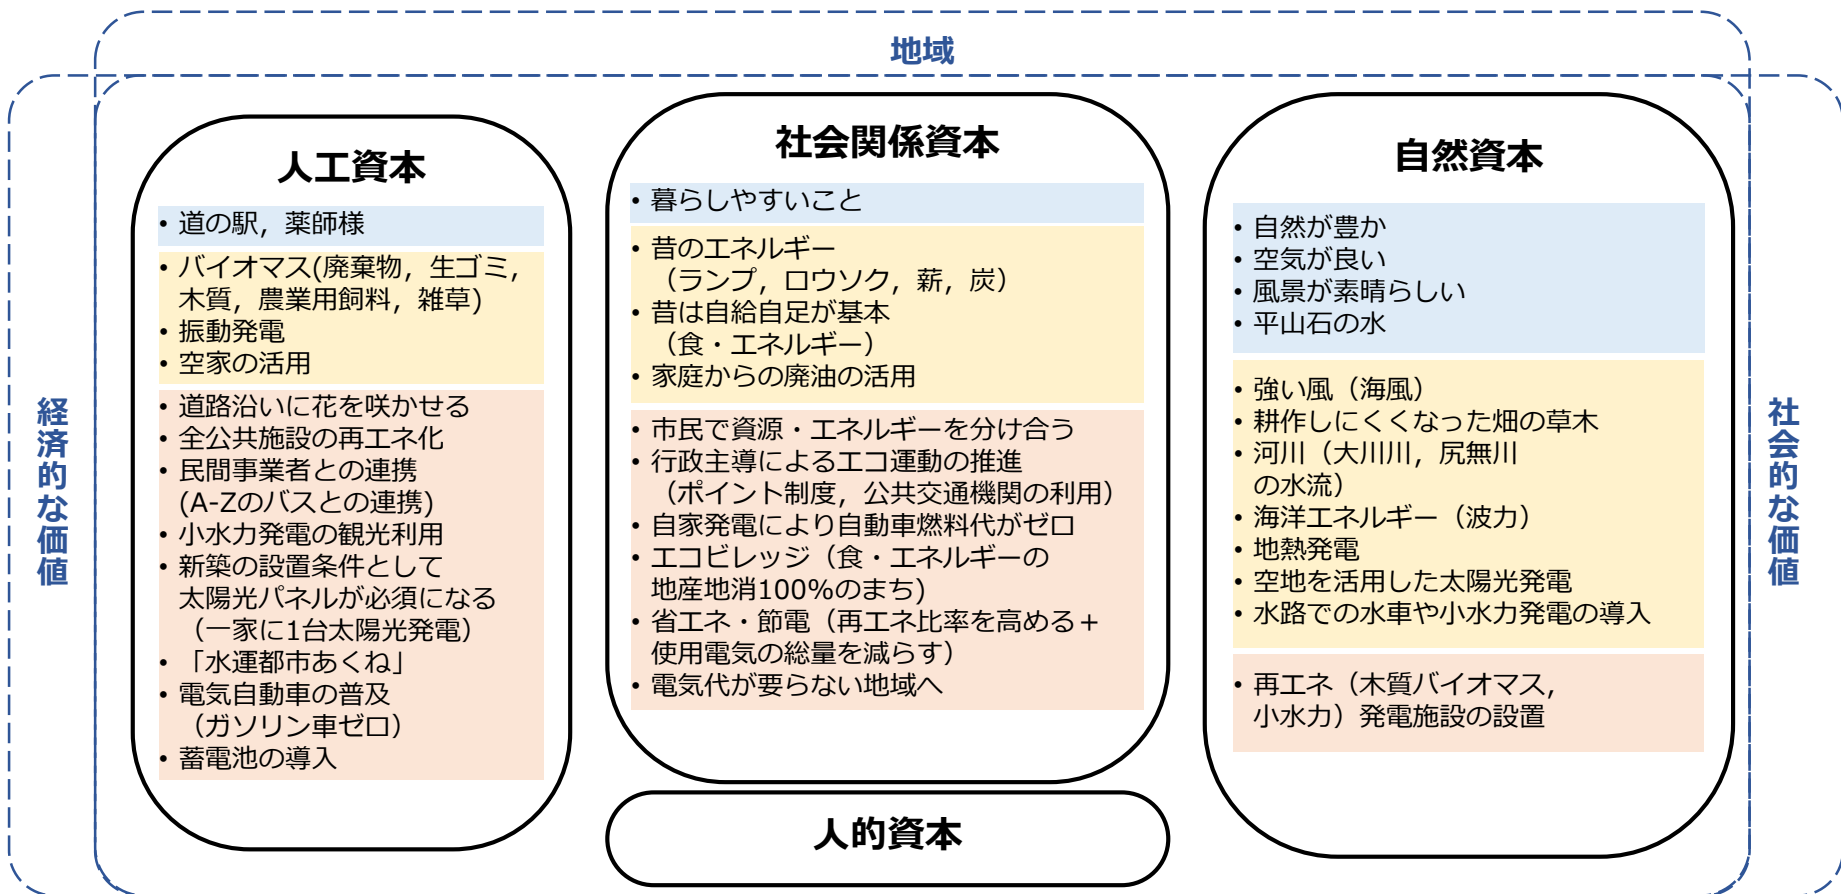 地域
経済的な価値
人工資本
• 道の駅，薬師様
• バイオマス(廃棄物，生ゴミ，
木質，農業用飼料，雑草)
• 振動発電
• 空家の活用
• 道路沿いに花を咲かせる
• 全公共施設の再エネ化
• 民間事業者との連携
(A-Zのバスとの連携)
• 小水力発電の観光利用
• 新築の設置条件として
太陽光パネルが必須になる
（一家に1台太陽光発電）
• 「水運都市あくね」
• 電気自動車の普及
（ガソリン車ゼロ）
• 蓄電池の導入
社会関係資本
• 暮らしやすいこと
• 昔のエネルギー
（ランプ，ロウソク，薪，炭）
• 昔は自給自足が基本
（食・エネルギー）
• 家庭からの廃油の活用
• 市民で資源・エネルギーを分け合う
• 行政主導によるエコ運動の推進
（ポイント制度，公共交通機関の利用）
• 自家発電により自動車燃料代がゼロ
• エコビレッジ（食・エネルギーの
地産地消100%のまち)
• 省エネ・節電（再エネ比率を高める＋
使用電気の総量を減らす）
• 電気代が要らない地域へ
人的資本
自然資本
• 自然が豊か
• 空気が良い
• 風景が素晴らしい
• 平山石の水
• 強い風（海風）
• 耕作しにくくなった畑の草木
• 河川（大川川，尻無川
の水流）
• 海洋エネルギー（波力）
• 地熱発電
• 空地を活用した太陽光発電
• 水路での水車や小水力発電の導入
• 再エネ（木質バイオマス，
小水力）発電施設の設置
社会的な価値